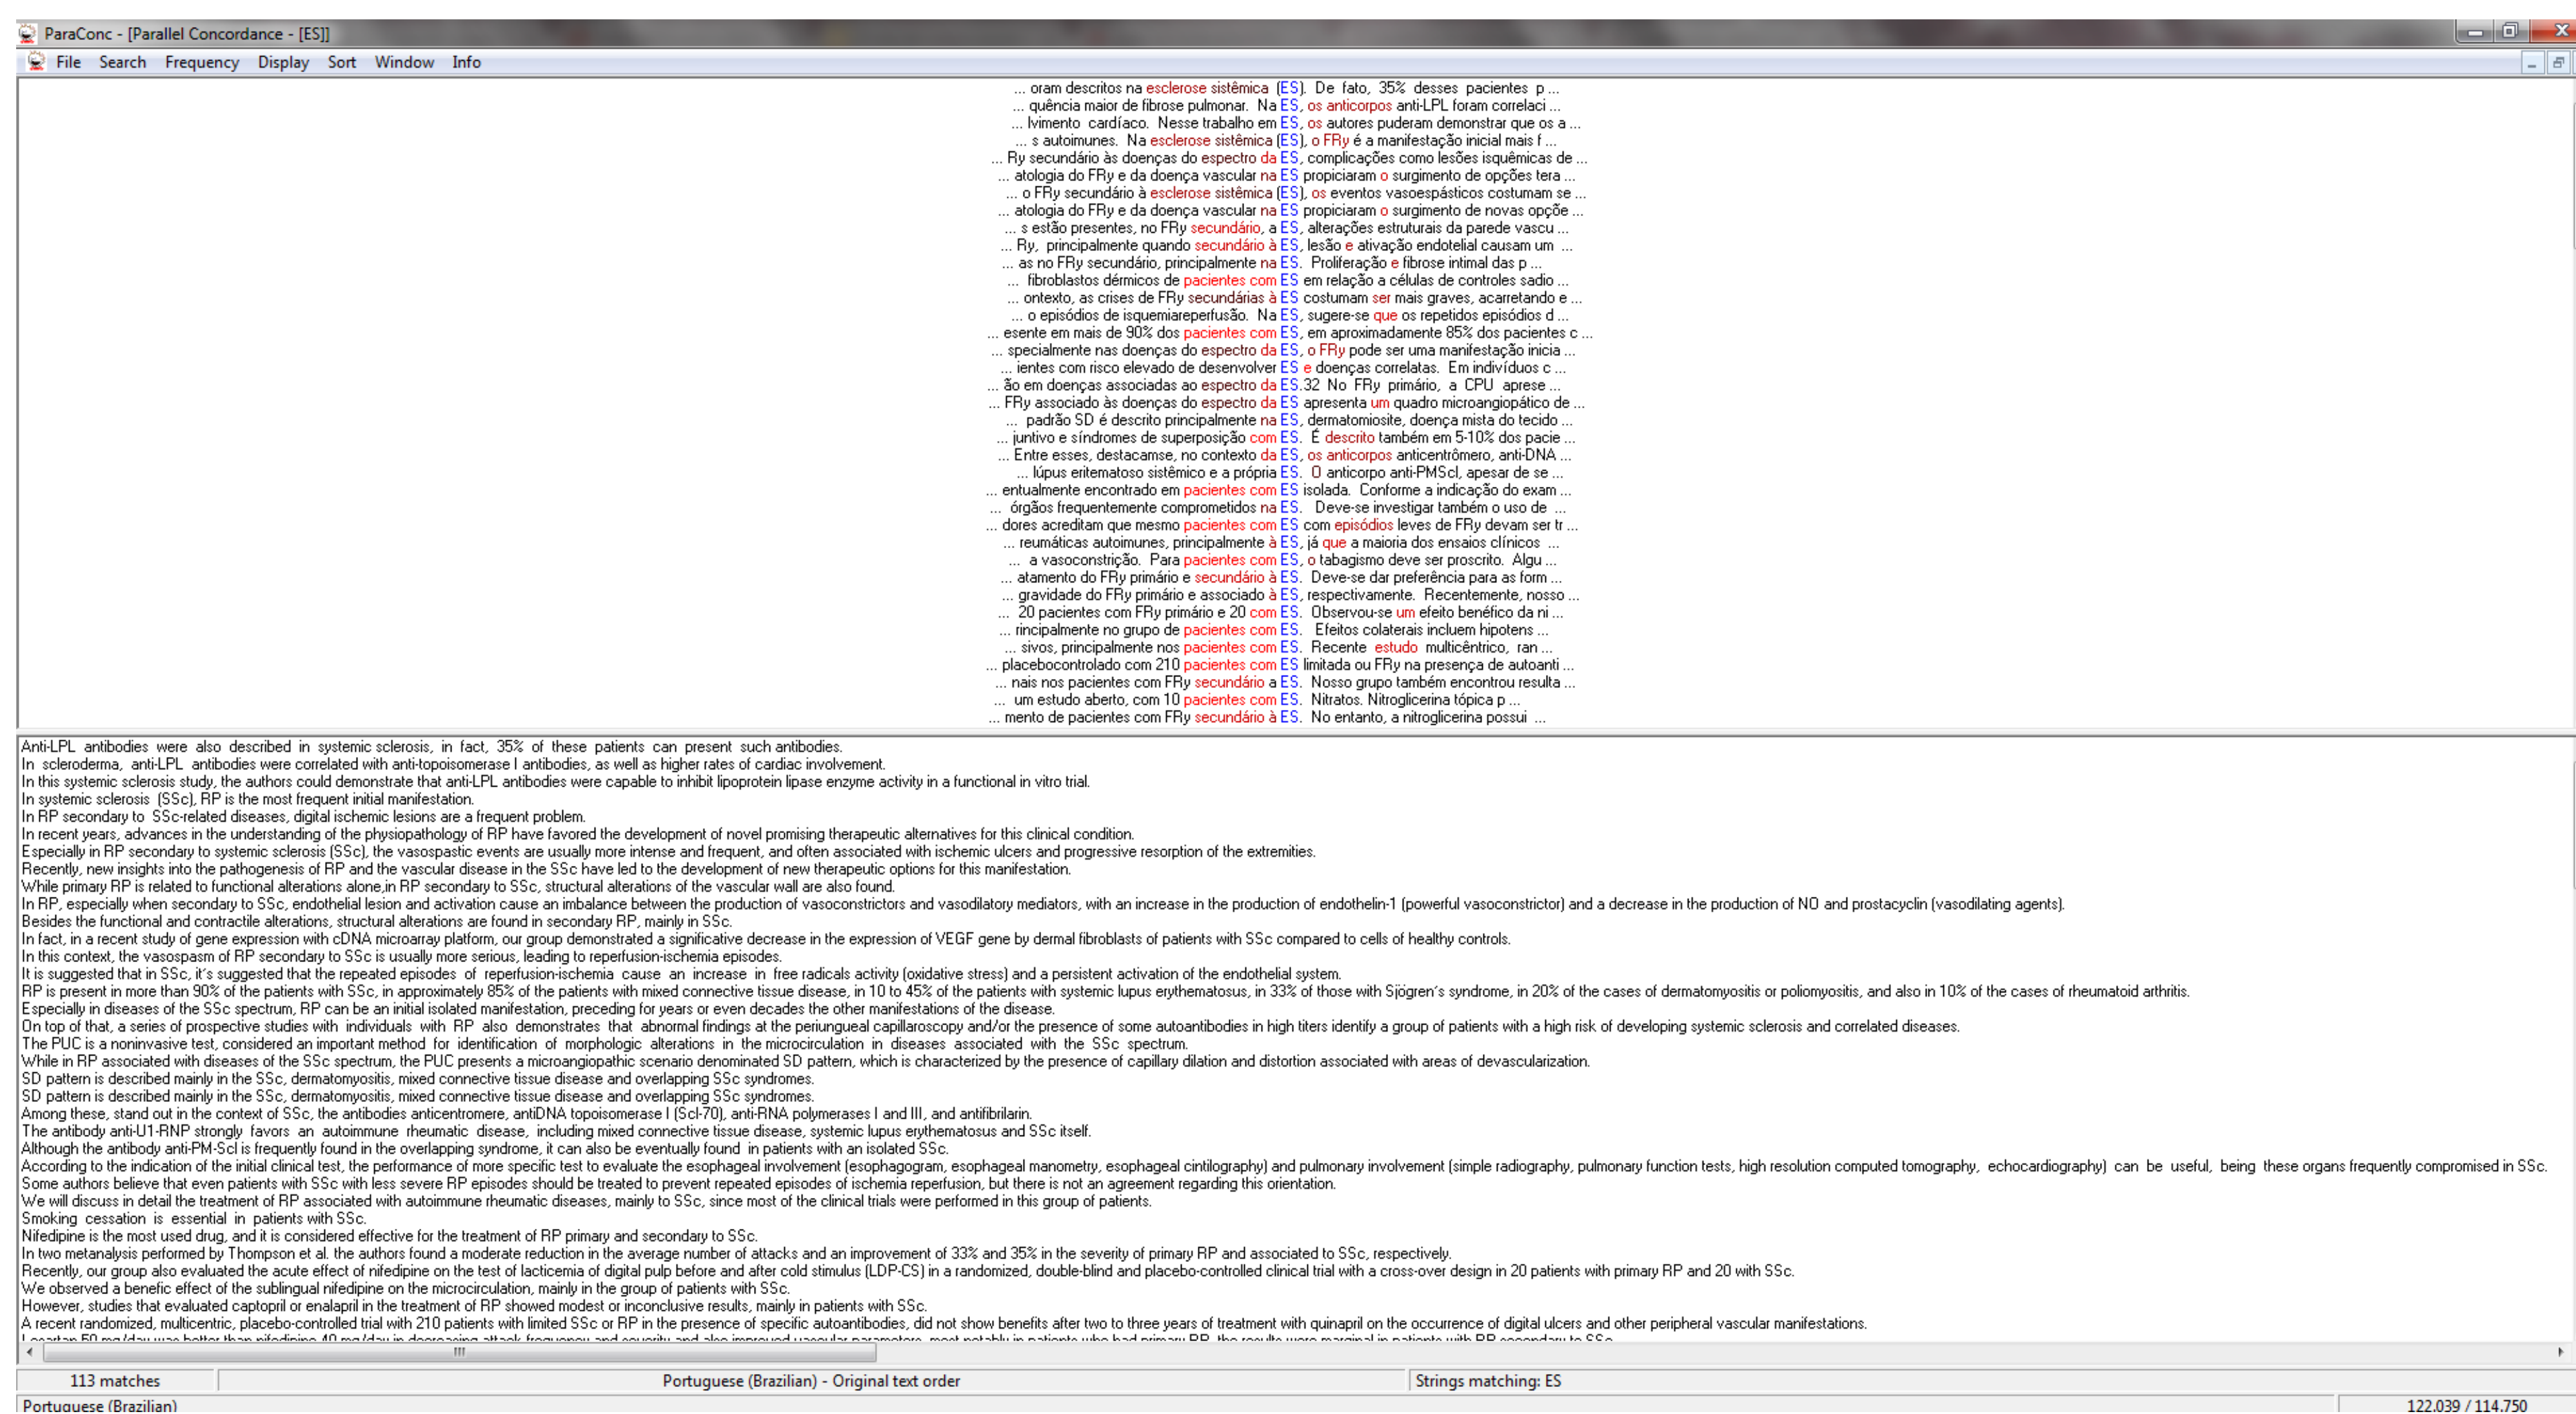 ParaConc - [Parallel Concordance - [ES]]
File Search Frequency Display Sort Window Info
... oram descritos na esclerose sistêmica (ES). De fato, 35% desses pacientes p ...
... quência maior de fibrose pulmonar. Na ES, os anticorpos anti-LPL foram correlaci ...
... lvimento cardíaco. Nesse trabalho em ES, os autores puderam demonstrar que os a ...
... s autoimunes. Na esclerose sistêmica (ES), o FRy é a manifestação inicial mais f ...
... Ry secundário às doenças do espectro da ES, complicações como lesões isquêmicas de ...
... atologia do FRy e da doença vascular na ES propiciaram o surgimento de opções tera ...
... o FRy secundário à esclerose sistêmica (ES), os eventos vasoespásticos costumam se ...
... atologia do FRy e da doença vascular na ES propiciaram o surgimento de novas opçõe ...
... s estão presentes, no FRy secundário, a ES, alterações estruturais da parede vascu ...
... Ry, principalmente quando secundário à ES, lesão e ativação endotelial causam um ...
... as no FRy secundário, principalmente na ES. Proliferação e fibrose intimal das p ...
... fibroblastos dérmicos de pacientes com ES em relação a células de controles sadio ...
... ontexto, as crises de FRy secundárias à ES costumam ser mais graves, acarretando e ...
... o episódios de isquemiareperfusão. Na ES, sugere-se que os repetidos episódios d ...
... esente em mais de 90% dos pacientes com ES, em aproximadamente 85% dos pacientes c ...
... specialmente nas doenças do espectro da ES, o FRy pode ser uma manifestação inicia ...
... ientes com risco elevado de desenvolver ES e doenças correlatas. Em indivíduos c ...
... ão em doenças associadas ao espectro da ES.32 No FRy primário, a CPU aprese ...
... FRy associado às doenças do espectro da ES apresenta um quadro microangiopático de ...
... padrão SD é descrito principalmente na ES, dermatomiosite, doença mista do tecido ...
... juntivo e síndromes de superposição com ES. É descrito também em 5-10% dos pacie ...
... Entre esses, destacamse, no contexto da ES, os anticorpos anticentrômero, anti-DNA ...
... lúpus eritematoso sistêmico e a própria ES. O anticorpo anti-PMScl, apesar de se ...
... entualmente encontrado em pacientes com ES isolada. Conforme a indicação do exam ...
... órgãos frequentemente comprometidos na ES. Deve-se investigar também o uso de ...
... dores acreditam que mesmo pacientes com ES com episódios leves de FRy devam ser tr ...
... reumáticas autoimunes, principalmente à ES, já que a maioria dos ensaios clínicos ...
... a vasoconstrição. Para pacientes com ES, o tabagismo deve ser proscrito. Algu ...
... atamento do FRy primário e secundário à ES. Deve-se dar preferência para as form ...
... gravidade do FRy primário e associado à ES, respectivamente. Recentemente, nosso ...
... 20 pacientes com FRy primário e 20 com ES. Observou-se um efeito benéfico da ni ...
... rincipalmente no grupo de pacientes com ES. Efeitos colaterais incluem hipotens ...
... sivos, principalmente nos pacientes com ES. Recente estudo multicêntrico, ran ...
... placebocontrolado com 210 pacientes com ES limitada ou FRy na presença de autoanti ...
... nais nos pacientes com FRy secundário a ES. Nosso grupo também encontrou resulta ...
... um estudo aberto, com 10 pacientes com ES. Nitratos. Nitroglicerina tópica p ...
... mento de pacientes com FRy secundário à ES. No entanto, a nitroglicerina possui ...
Anti-LPL antibodies were also described in systemic sclerosis, in fact, 35% of these patients can present such antibodies.
In scleroderma, anti-LPL antibodies were correlated with anti-topoisomerase I antibodies, as well as higher rates of cardiac involvement.
In this systemic sclerosis study, the authors could demonstrate that anti-LPL antibodies were capable to inhibit lipoprotein lipase enzyme activity in a functional in vitro trial.
In systemic sclerosis (SSc), RP is the most frequent initial manifestation.
In RP secondary to SSc-related diseases, digital ischemic lesions are a frequent problem.
In recent years, advances in the understanding of the physiopathology of RP have favored the development of novel promising therapeutic alternatives for this clinical condition.
Especially in RP secondary to systemic sclerosis (SSc), the vasospastic events are usually more intense and frequent, and often associated with ischemic ulcers and progressive resorption of the extremities.
Recently, new insights into the pathogenesis of RP and the vascular disease in the SSc have led to the development of new therapeutic options for this manifestation.
While primary RP is related to functional alterations alone,in RP secondary to SSc, structural alterations of the vascular wall are also found.
In RP, especially when secondary to SSc, endothelial lesion and activation cause an imbalance between the production of vasoconstrictors and vasodilatory mediators, with an increase in the production of endothelin-1 (powerful vasoconstrictor) and a decrease in the production of NO and prostacyclin (vasodilating agents).
Besides the functional and contractile alterations, structural alterations are found in secondary RP, mainly in SSc.
In fact, in a recent study of gene expression with cDNA microarray platform, our group demonstrated a significative decrease in the expression of VEGF gene by dermal fibroblasts of patients with SSc compared to cells of healthy controls.
In this context, the vasospasm of RP secondary to SSc is usually more serious, leading to reperfusion-ischemia episodes.
It is suggested that in SSc, it's suggested that the repeated episodes of reperfusion-ischemia cause an increase in free radicals activity (oxidative stress) and a persistent activation of the endothelial system.
RP is present in more than 90% of the patients with SSc, in approximately 85% of the patients with mixed connective tissue disease, in 10 to 45% of the patients with systemic lupus erythematosus, in 33% of those with Sjögren's syndrome, in 20% of the cases of dermatomyositis or poliomyositis, and also in 10% of the cases of rheumatoid arthritis.
Especially in diseases of the SSc spectrum, RP can be an initial isolated manifestation, preceding for years or even decades the other manifestations of the disease.
On top of that, a series of prospective studies with individuals with RP also demonstrates that abnormal findings at the periungueal capillaroscopy and/or the presence of some autoantibodies in high titers identify a group of patients with a high risk of developing systemic sclerosis and correlated diseases.
The PUC is a noninvasive test, considered an important method for identification of morphologic alterations in the microcirculation in diseases associated with the SSc spectrum.
While in RP associated with diseases of the SSc spectrum, the PUC presents a microangiopathic scenario denominated SD pattern, which is characterized by the presence of capillary dilation and distortion associated with areas of devascularization.
SD pattern is described mainly in the SSc, dermatomyositis, mixed connective tissue disease and overlapping SSc syndromes.
SD pattern is described mainly in the SSc, dermatomyositis, mixed connective tissue disease and overlapping SSc syndromes.
Among these, stand out in the context of SSc, the antibodies anticentromere, antiDNA topoisomerase I (Scl-70), anti-RNA polymerases I and III, and antifibrilarin.
The antibody anti-U1-RNP strongly favors an autoimmune rheumatic disease, including mixed connective tissue disease, systemic lupus erythematosus and SSc itself.
Although the antibody anti-PM-Scl is frequently found in the overlapping syndrome, it can also be eventually found in patients with an isolated SSc.
According to the indication of the initial clinical test, the performance of more specific test to evaluate the esophageal involvement (esophagogram, esophageal manometry, esophageal cintilography) and pulmonary involvement (simple radiography, pulmonary function tests, high resolution computed tomography, echocardiography) can be useful, being these organs frequently compromised in SSc.
Some authors believe that even patients with SSc with less severe RP episodes should be treated to prevent repeated episodes of ischemia reperfusion, but there is not an agreement regarding this orientation.
We will discuss in detail the treatment of RP associated with autoimmune rheumatic diseases, mainly to SSc, since most of the clinical trials were performed in this group of patients.
Smoking cessation is essential in patients with SSc.
Nifedipine is the most used drug, and it is considered effective for the treatment of RP primary and secondary to SSc.
In two metanalysis performed by Thompson et al. the authors found a moderate reduction in the average number of attacks and an improvement of 33% and 35% in the severity of primary RP and associated to SSc, respectively.
Recently, our group also evaluated the acute effect of nifedipine on the test of lacticemia of digital pulp before and after cold stimulus (LDP-CS) in a randomized, double-blind and placebo-controlled clinical trial with a cross-over design in 20 patients with primary RP and 20 with SSc.
We observed a benefic effect of the sublingual nifedipine on the microcirculation, mainly in the group of patients with SSc.
However, studies that evaluated captopril or enalapril in the treatment of RP showed modest or inconclusive results, mainly in patients with SSc.
A recent randomized, multicentric, placebo-controlled trial with 210 patients with limited SSc or RP in the presence of specific autoantibodies, did not show benefits after two to three years of treatment with quinapril on the occurrence of digital ulcers and other peripheral vascular manifestations.
Losartan 50 mg/day was better than nifedipine 40 mg/day in decreasing attack frequency and severity and also improved vascular parameters, most notably in patients who had primary RP, the results were marginal in patients with RP secondary to SSc.
113 matches Portuguese (Brazilian) - Original text order Strings matching: ES
Portuguese (Brazilian) 122.039 / 114.750